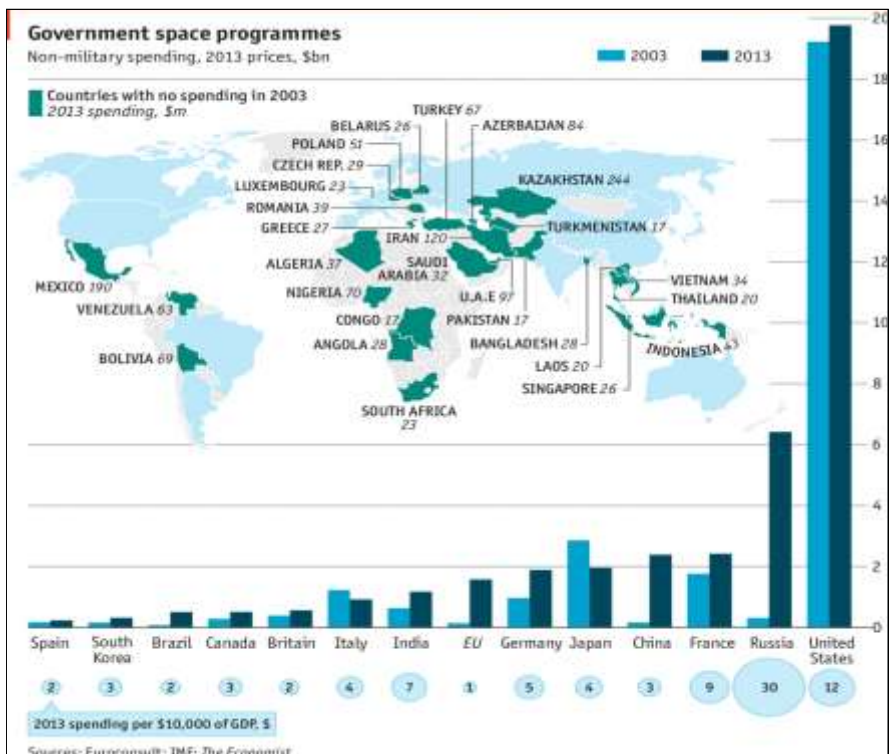 Government space programmes
Non-military spending, 2013 prices, $bn
2003
2013
Countries with no spending in 2003
2013 spending, $m
TURKEY 67
BELARUS 26
AZERBAIJAN 84
POLAND 51
CZECH REP. 29
KAZAKHSTAN 244
LUXEMBOURG 23
ROMANIA 39
GREECE 27
TURKMENISTAN 17
IRAN 120
ALGERIA 37
SAUDI
ARABIA 32
MEXICO 190
NIGERIA 70
U.A.E 97
VIETNAM 34
VENEZUELA 63
THAILAND 20
CONGO 17
PAKISTAN 17
ANGOLA 28
BANGLADESH 28
INDONESIA 43
BOLIVIA 69
LAOS 20
SINGAPORE 26
SOUTH AFRICA
23
20
18
16
14
12
10
8
6
4
2
0
Spain
South
Korea
Brazil
Canada
Britain
Italy
India
EU
Germany
Japan
China
France
Russia
United
States
2 3 2 3 2 4 7 1 5 4 3 9 30 12
2013 spending per $10,000 of GDP, $
Sources: Euroconsult; IMF; The Economist